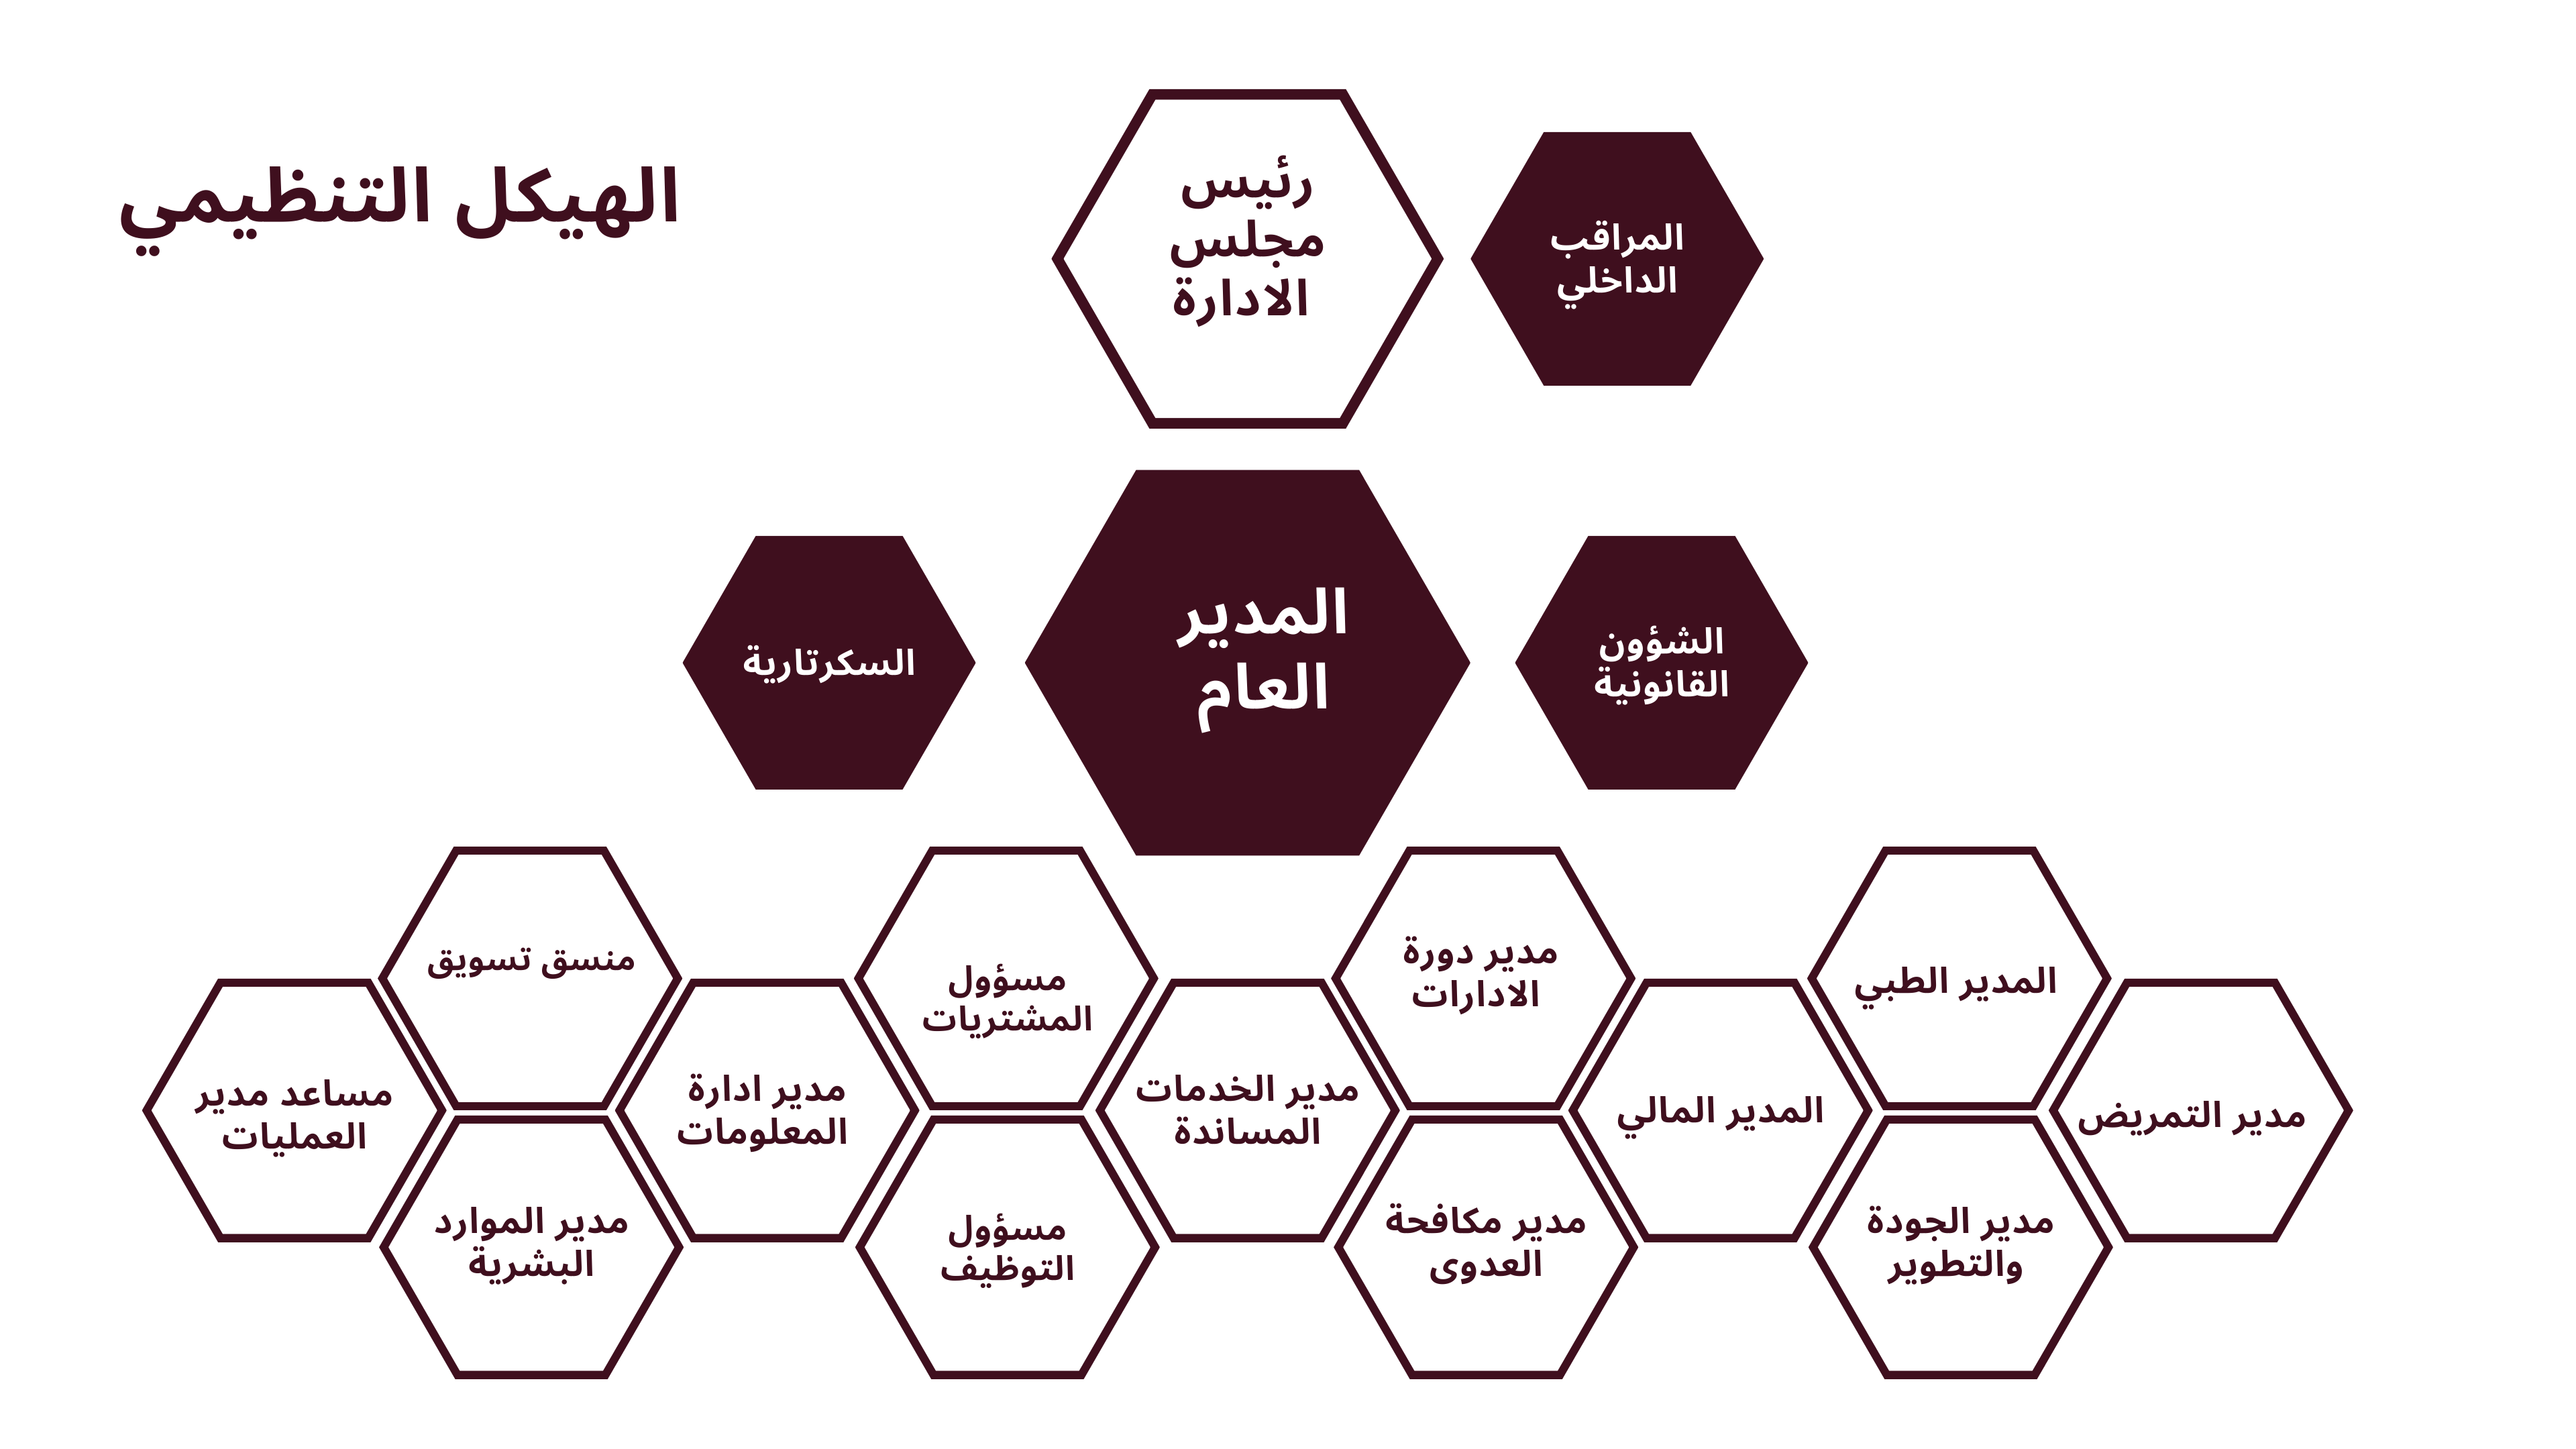 الهيكل التنظيمي
رئيس
مجلس
الادارة
المراقب
الداخلي
الشؤون
القانونية
المدير
العام
السكرتارية
المدير الطبي
مدير دورة
الادارات
مسؤول
المشتريات
منسق تسويق
مدير التمريض
المدير المالي
مدير الخدمات
المساندة
مدير ادارة
المعلومات
مساعد مدير
العمليات
مدير الجودة
والتطوير
مدير مكافحة
العدوى
مسؤول
التوظيف
مدير الموارد
البشرية